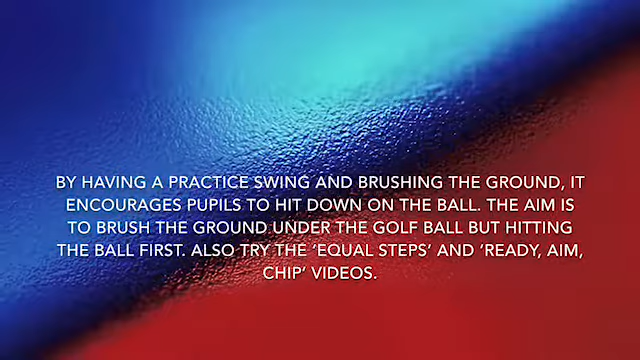 BY HAVING A PRACTICE SWING AND BRUSHING THE GROUND, IT
ENCOURAGES PUPILS TO HIT DOWN ON THE BALL. THE AIM IS
TO BRUSH THE GROUND UNDER THE GOLF BALL BUT HITTING
THE BALL FIRST. ALSO TRY THE ‘EQUAL STEPS’ AND ’READY, AIM,
CHIP’ VIDEOS.